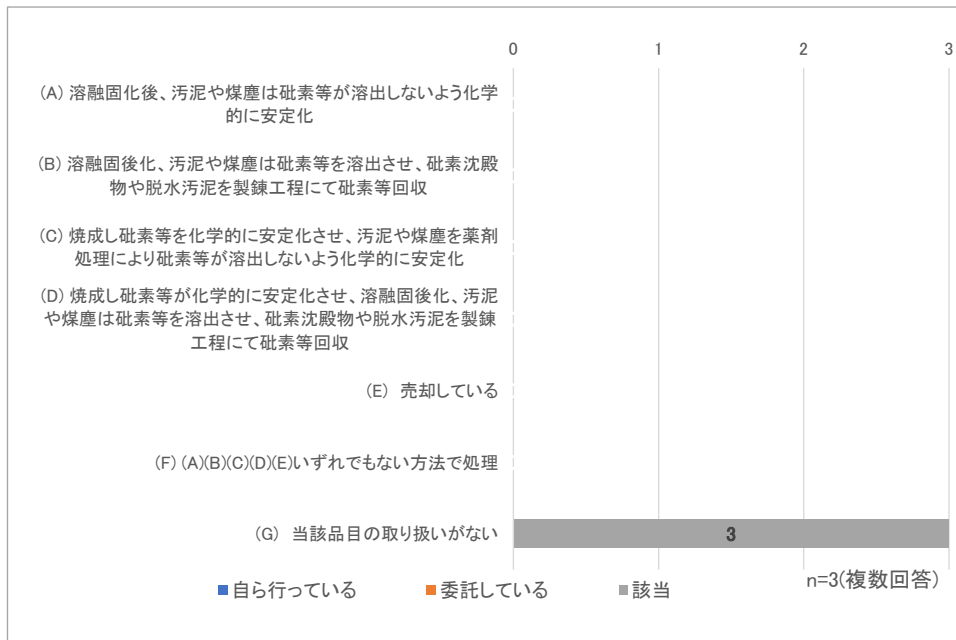 0 1 2 3
(A) 溶融固化後、汚泥や煤塵は砒素等が溶出しないよう化学
的に安定化
(B) 溶融固後化、汚泥や煤塵は砒素等を溶出させ、砒素沈殿
物や脱水汚泥を製錬工程にて砒素等回収
(C) 焼成し砒素等を化学的に安定化させ、汚泥や煤塵を薬剤
処理により砒素等が溶出しないよう化学的に安定化
(D) 焼成し砒素等が化学的に安定化させ、溶融固後化、汚泥
や煤塵は砒素等を溶出させ、砒素沈殿物や脱水汚泥を製錬
工程にて砒素等回収
(E) 売却している
(F) (A)(B)(C)(D)(E)いずれでもない方法で処理
(G) 当該品目の取り扱いがない
3
自ら行っている 委託している 該当
n=3(複数回答)